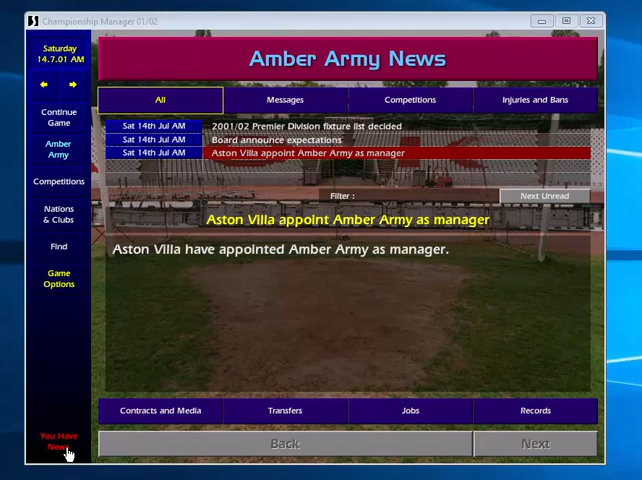 Championship Manager 01/02
Saturday
14.7.01 AM
Continue
Game
Amber
Army
Competitions
Nations
& Clubs
Find
Game
Options
You Have
News
Amber Army News
All Messages Competitions Injuries and Bans
Sat 14th Jul AM 2001/02 Premier Division fixture list decided
Sat 14th Jul AM Board announce expectations
Sat 14th Jul AM Aston Villa appoint Amber Army as manager
Filter : Next Unread
Aston Villa appoint Amber Army as manager
Aston Villa have appointed Amber Army as manager.
Contracts and Media Transfers Jobs Records
Back Next